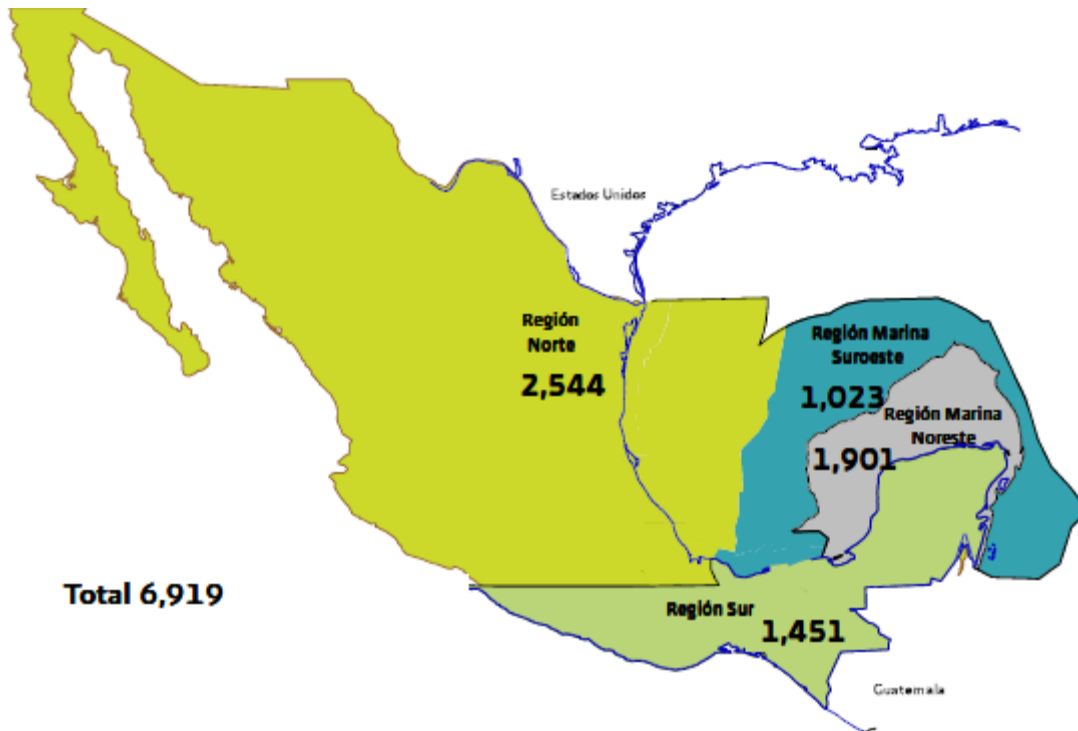 Estados Unidos
Región
Norte
2,544
Región Marina
Suroeste
1,023
Región Marina
Noreste
1,901
Total 6,919
Región Sur
1,451
Guatemala